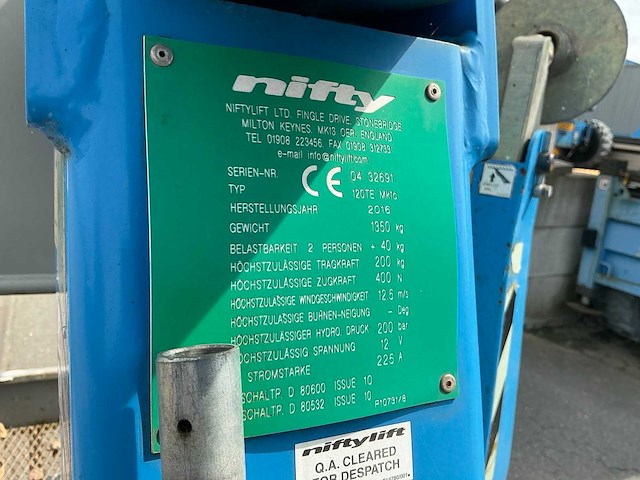 nifty
NIFTYLIFT LTD, FINGLE DRIVE, STONEBRIDGE
MILTON KEYNES, MK13 0ER, ENGLAND
TEL 01908 223456, FAX 01908 312733
e-mail info@niftylift.com
CE
SERIEN-NR. 04 32691
TYP 120TE Mk1c
HERSTELLUNGSJAHR 2016
GEWICHT 1350 kg
BELASTBARKEIT 2 PERSONEN + 40 kg
HÖCHSTZULÄSSIGE TRAGKRAFT 200 kg
HÖCHSTZULÄSSIGE ZUGKRAFT 400 N
HÖCHSTZULÄSSIGE WINDGESCHWINDIGKEIT 12.5 m/s
HÖCHSTZULÄSSIGE BÜHNEN-NEIGUNG - Deg
HÖCHSTZULÄSSIGER HYDRO. DRUCK 200 bar
HÖCHSTZULÄSSIG SPANNUNG 12 V
STROMSTARKE 225 A
SCHALTP. D 80600 ISSUE 10
SCHALTP. D 80532 ISSUE 10 P10731/8
niftylift
Q.A. CLEARED
FOR DESPATCH